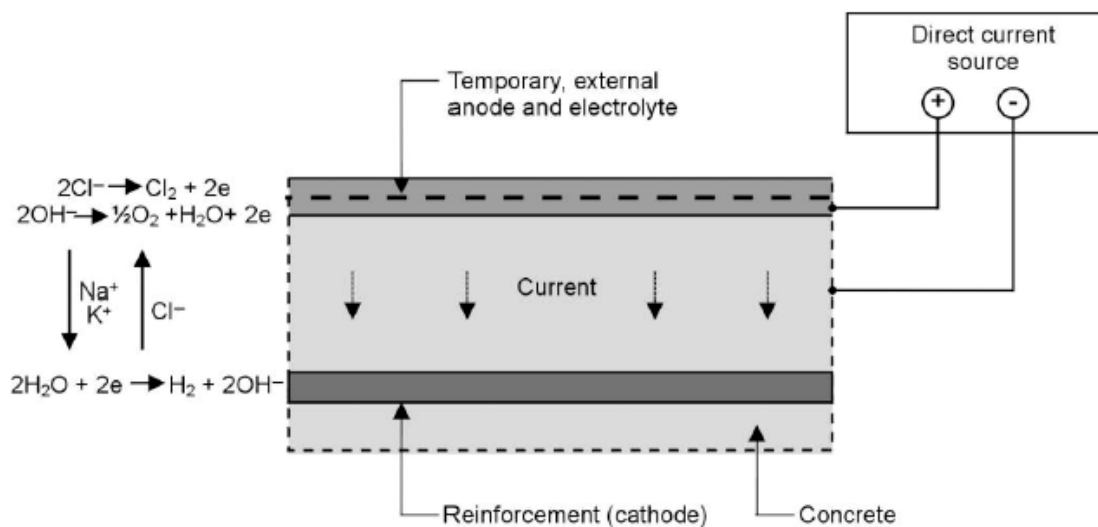 Direct current
source
+
-
Temporary, external
anode and electrolyte
2Cl⁻ → Cl₂ + 2e
2OH⁻ → ½O₂ +H₂O+ 2e
Na⁺
K⁺
Cl⁻
Current
2H₂O + 2e → H₂ + 2OH⁻
Reinforcement (cathode)
Concrete